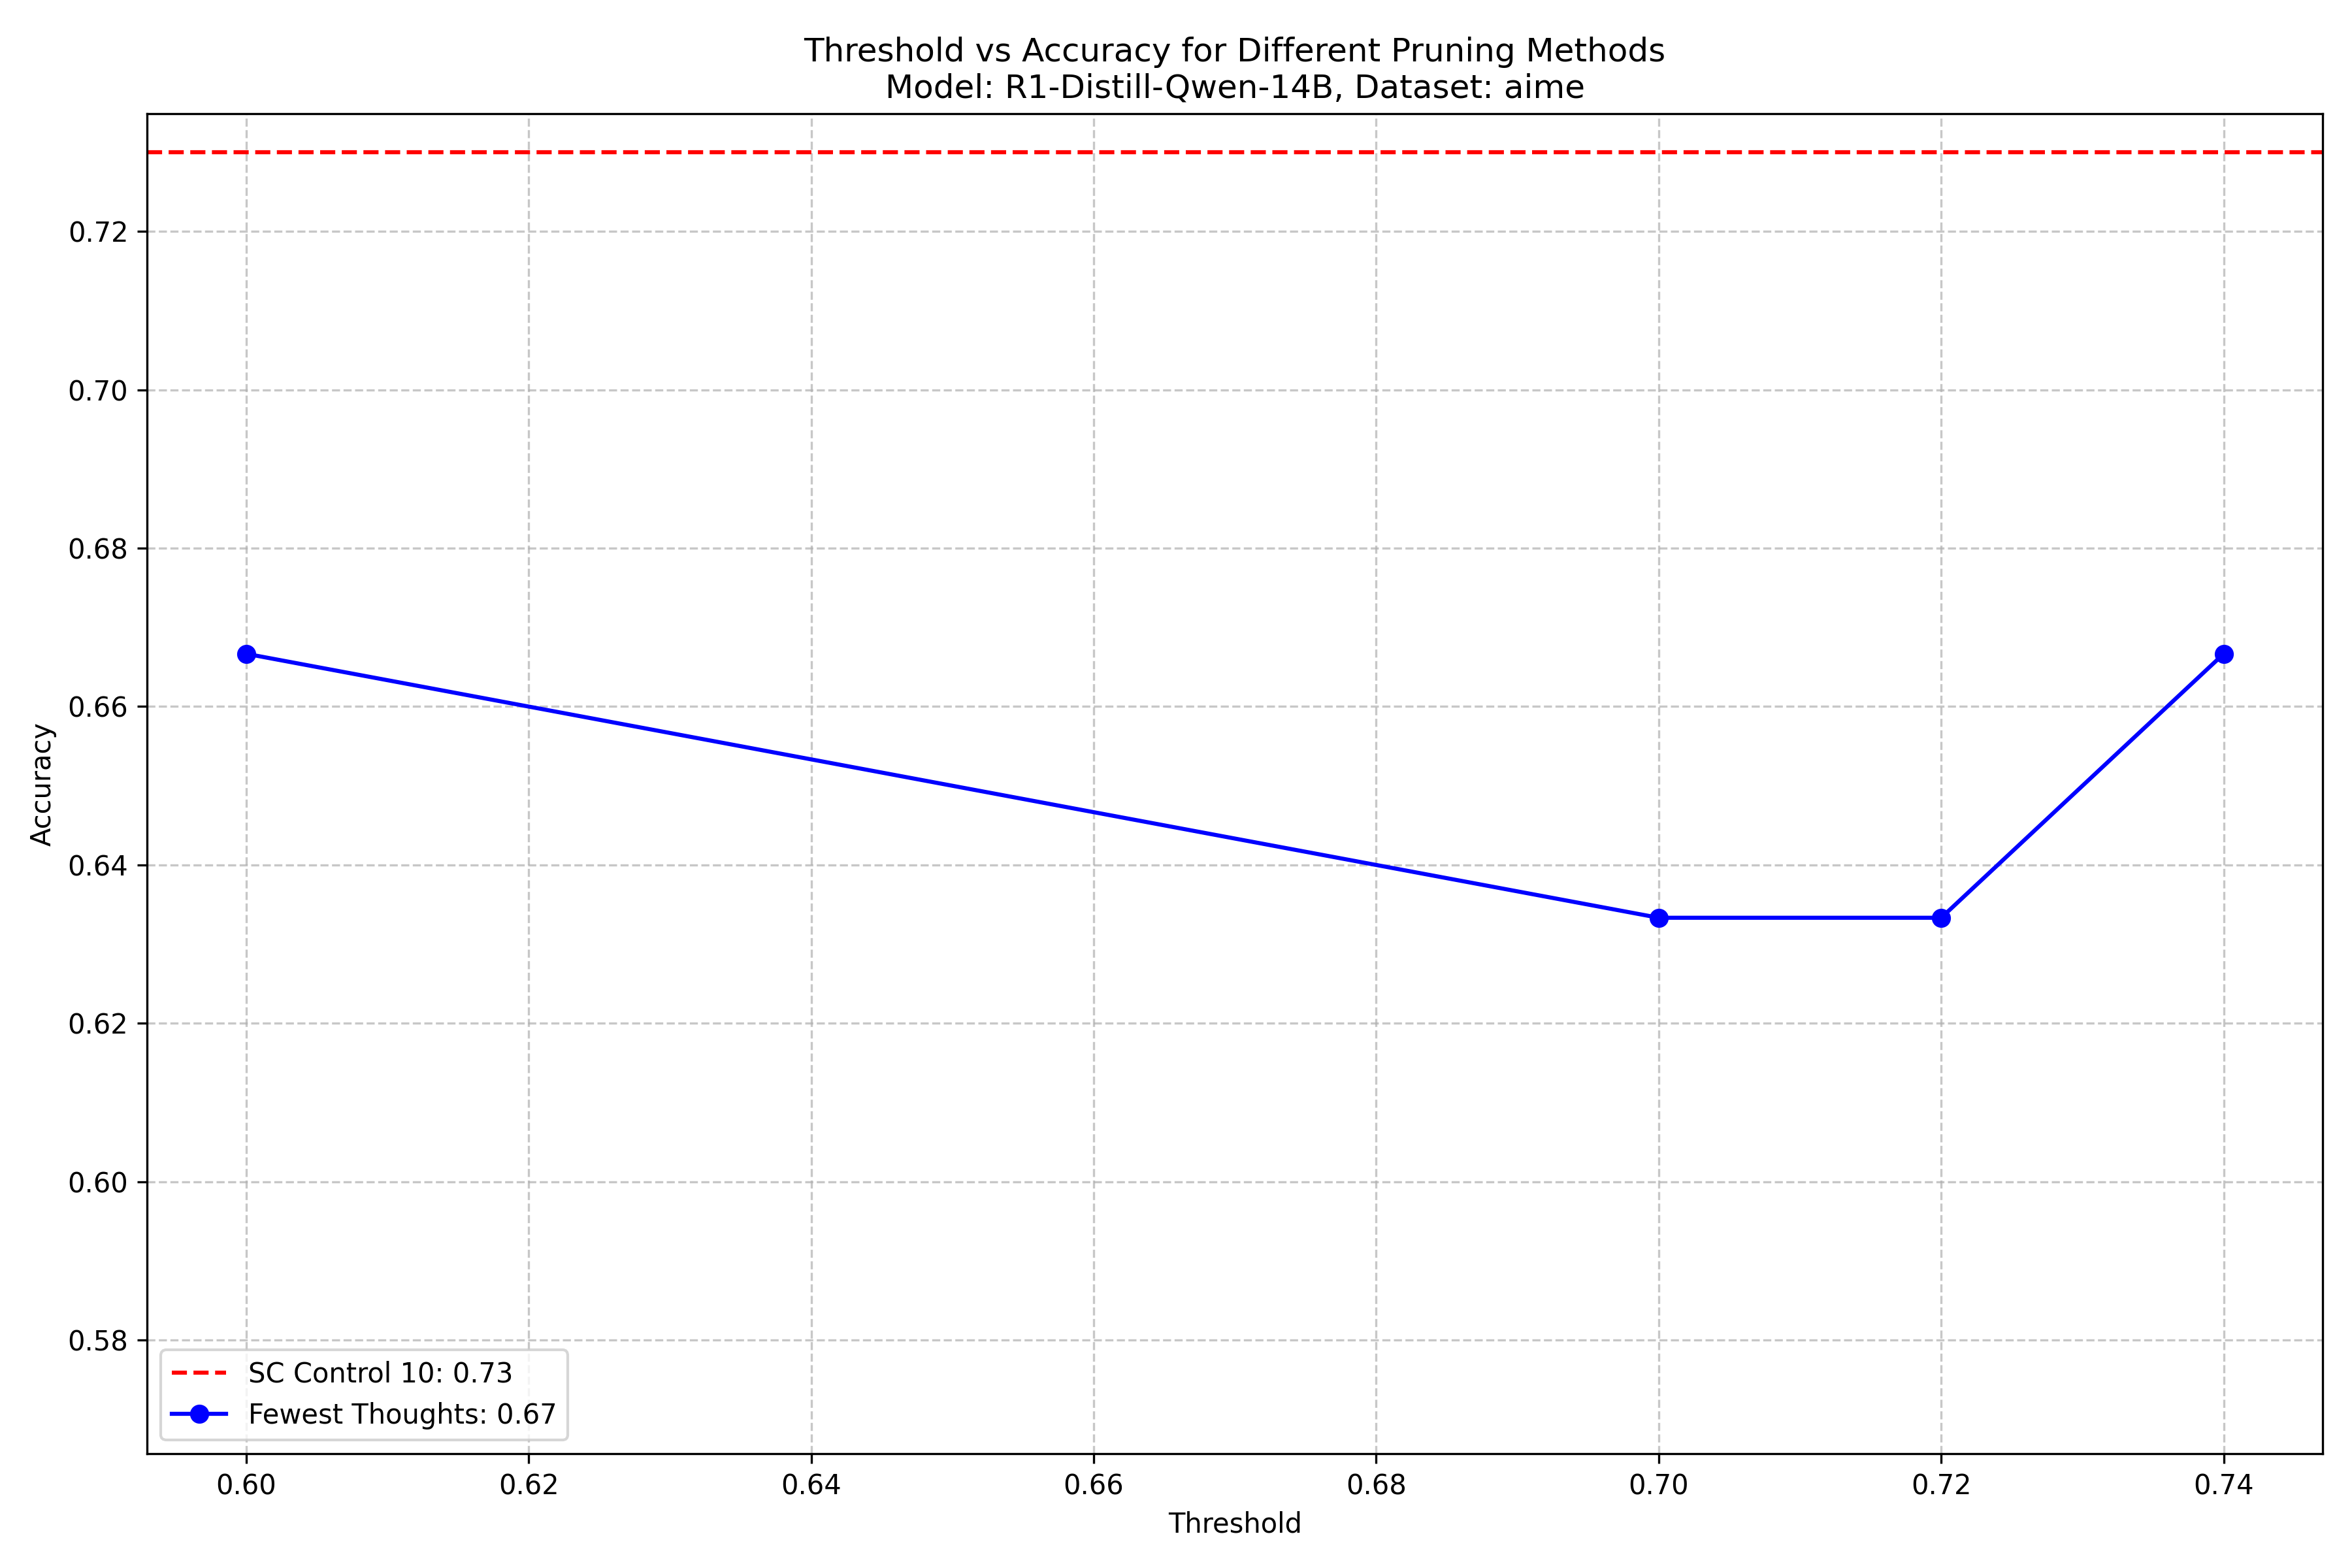 Threshold vs Accuracy for Different Pruning Methods
Model: R1-Distill-Qwen-14B, Dataset: aime
Accuracy
0.72
0.70
0.68
0.66
0.64
0.62
0.60
0.58
SC Control 10: 0.73
Fewest Thoughts: 0.67
0.60 0.62 0.64 0.66 0.68 0.70 0.72 0.74
Threshold